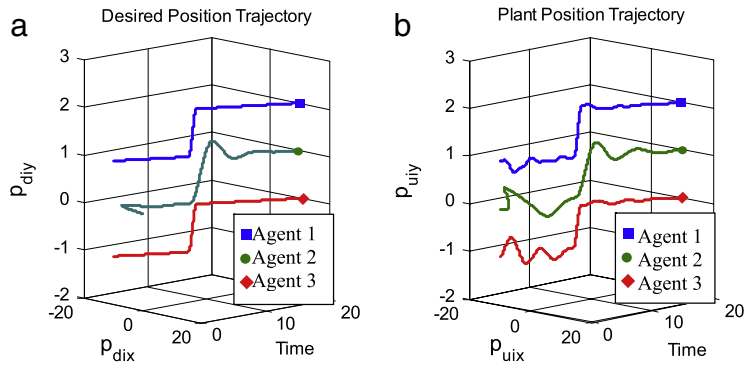 a
Desired Position Trajectory
3
2
1
0
-1
-2
p_diy
-20
0
20
p_dix
0
10
20
Time
Agent 1
Agent 2
Agent 3
b
Plant Position Trajectory
3
2
1
0
-1
-2
p_uiy
-20
0
20
p_uix
0
10
20
Time
Agent 1
Agent 2
Agent 3